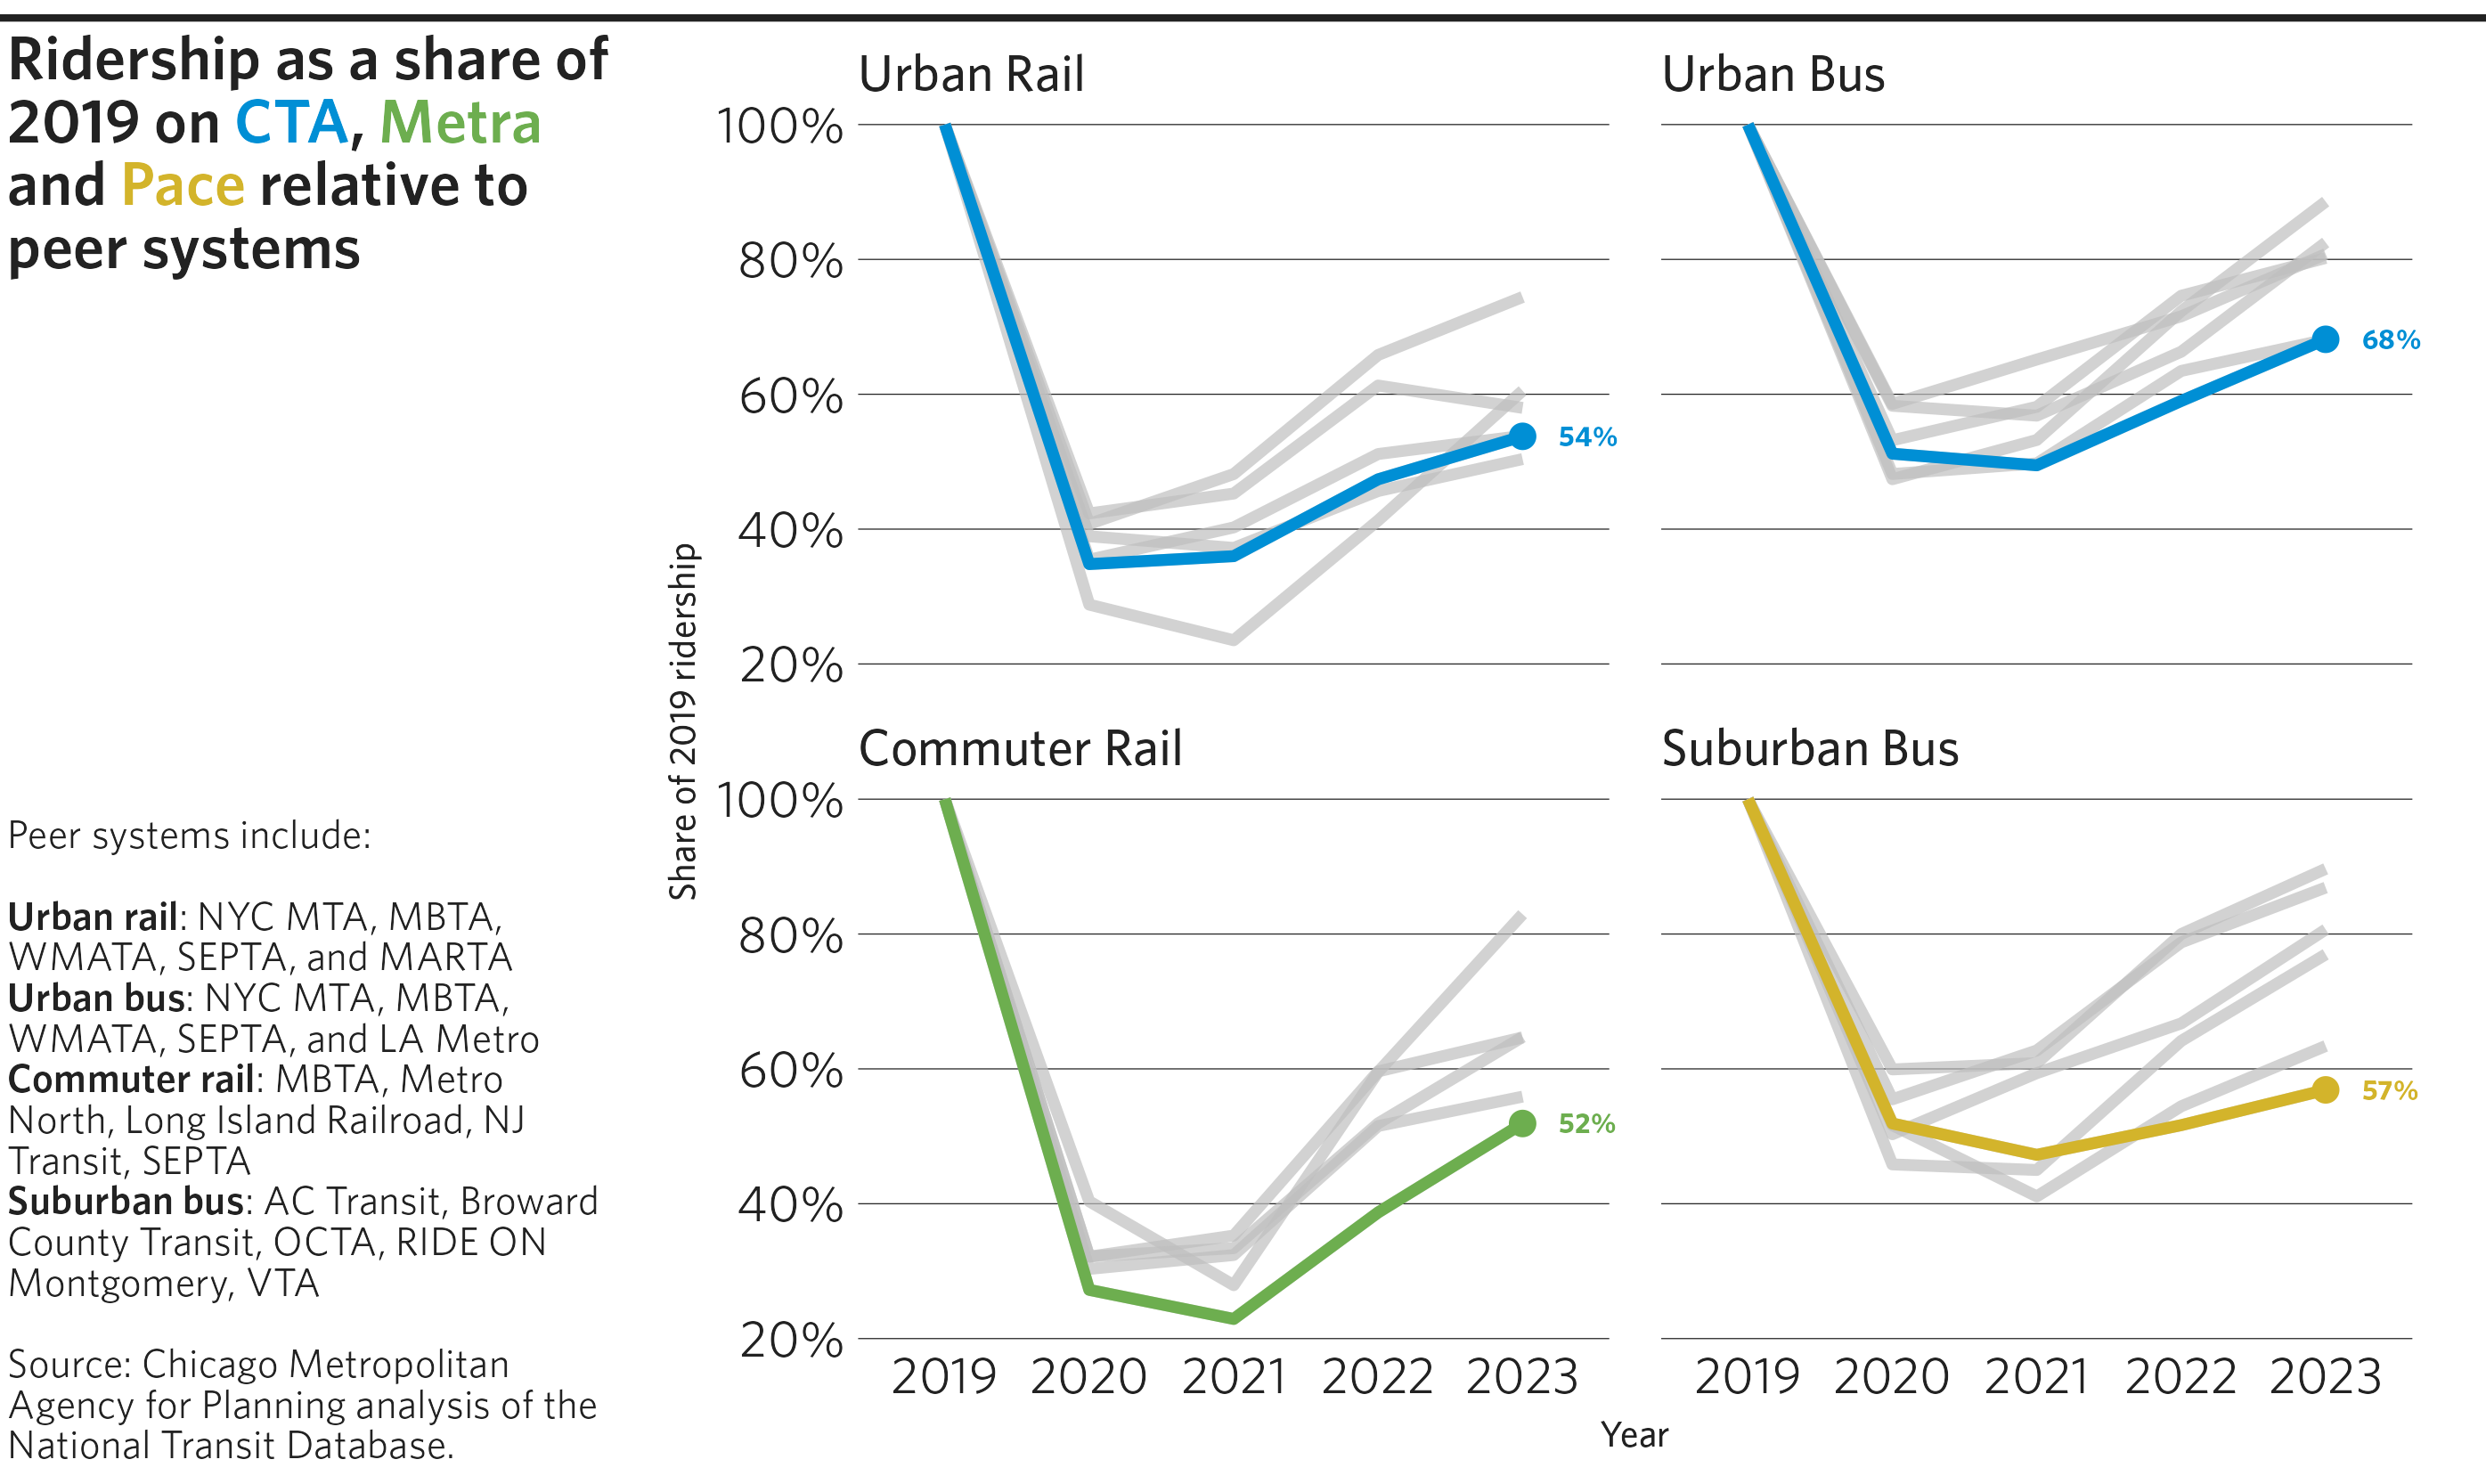 Ridership as a share of
2019 on CTA, Metra
and Pace relative to
peer systems
Peer systems include:
Urban rail: NYC MTA, MBTA,
WMATA, SEPTA, and MARTA
Urban bus: NYC MTA, MBTA,
WMATA, SEPTA, and LA Metro
Commuter rail: MBTA, Metro
North, Long Island Railroad, NJ
Transit, SEPTA
Suburban bus: AC Transit, Broward
County Transit, OCTA, RIDE ON
Montgomery, VTA
Source: Chicago Metropolitan
Agency for Planning analysis of the
National Transit Database.
Share of 2019 ridership
Urban Rail
100%
80%
60%
40%
20%
54%
Urban Bus
68%
Commuter Rail
100%
80%
60%
40%
20%
52%
2019 2020 2021 2022 2023
Suburban Bus
57%
2019 2020 2021 2022 2023
Year